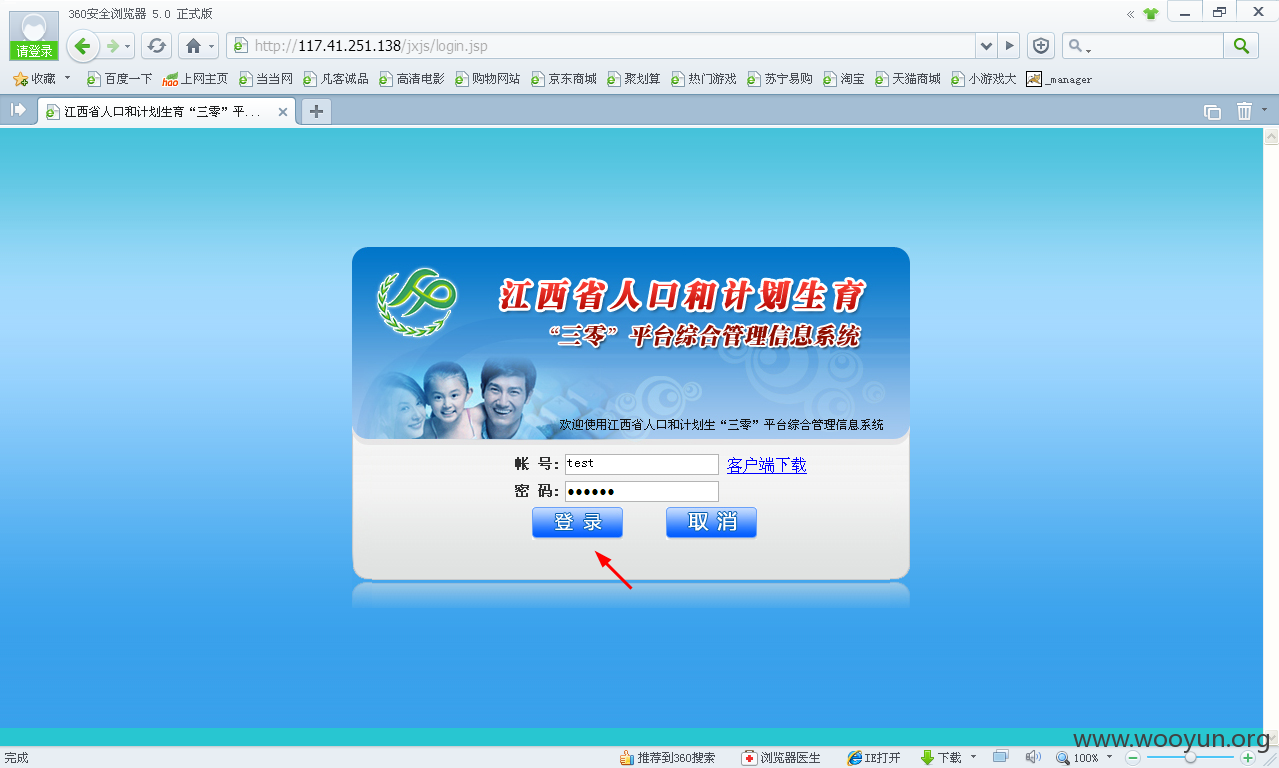 360安全浏览器 5.0 正式版
请登录
http://117.41.251.138/jxjs/login.jsp
收藏 百度一下 上网主页 当当网 凡客诚品 高清电影 购物网站 京东商城 聚划算 热门游戏 苏宁易购 淘宝 天猫商城 小游戏大 _manager
江西省人口和计划生育“三零”平...
江西省人口和计划生育
“三零”平台综合管理信息系统
欢迎使用江西省人口和计划生“三零”平台综合管理信息系统
帐 号: test 客户端下载
密 码: ●●●●●●
登 录 取 消
www.wooyun.org
完成 推荐到360搜索 浏览器医生 IE打开 下载 100%